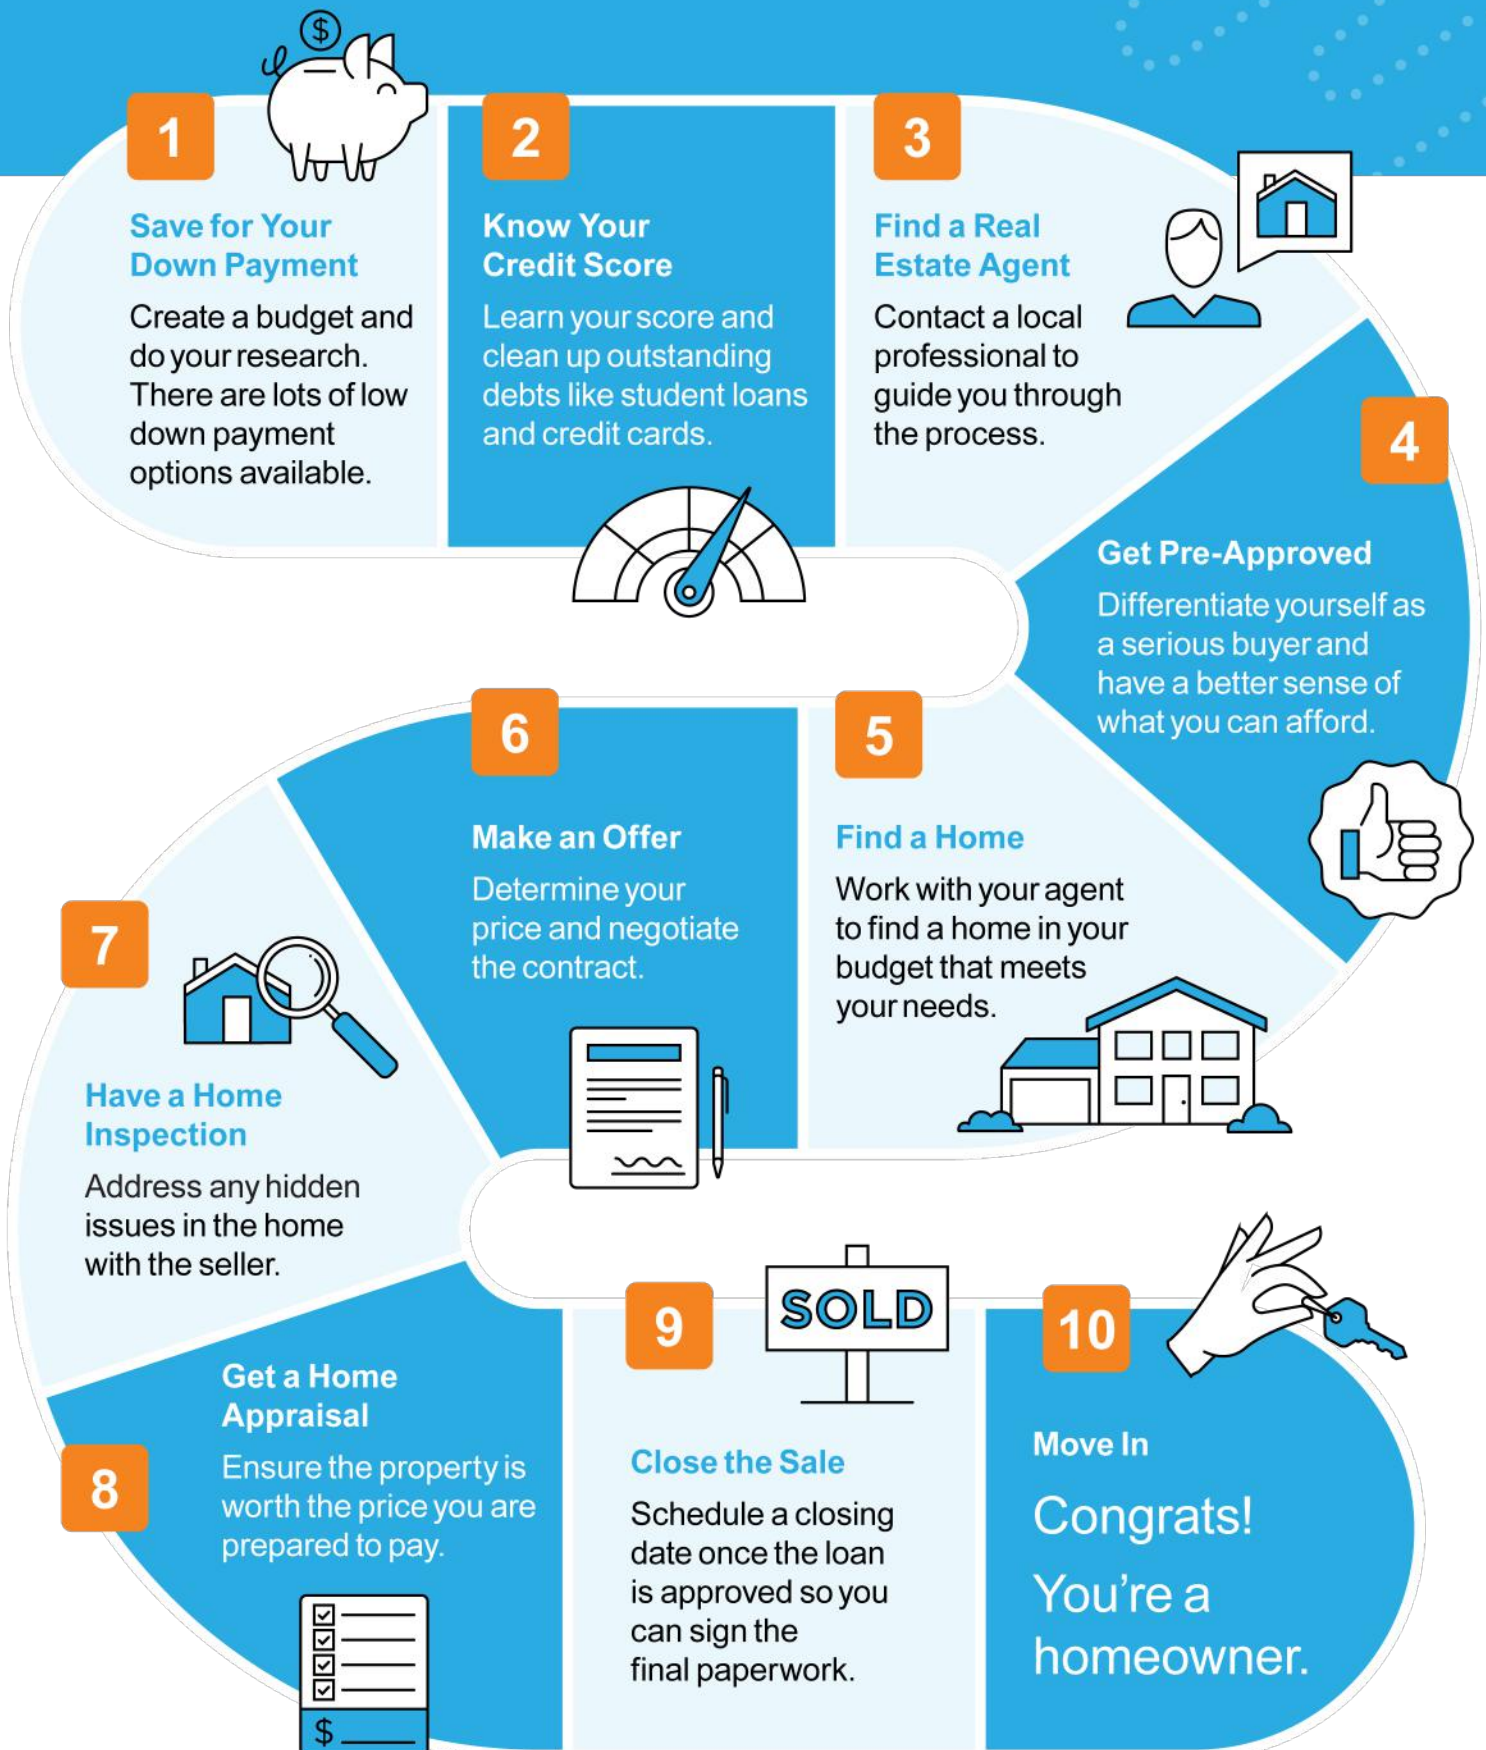 $
1
Save for Your
Down Payment
Create a budget and
do your research.
There are lots of low
down payment
options available.
2
Know Your
Credit Score
Learn your score and
clean up outstanding
debts like student loans
and credit cards.
3
Find a Real
Estate Agent
Contact a local
professional to
guide you through
the process.
4
Get Pre-Approved
Differentiate yourself as
a serious buyer and
have a better sense of
what you can afford.
5
Find a Home
Work with your agent
to find a home in your
budget that meets
your needs.
6
Make an Offer
Determine your
price and negotiate
the contract.
7
Have a Home
Inspection
Address any hidden
issues in the home
with the seller.
8
Get a Home
Appraisal
Ensure the property is
worth the price you are
prepared to pay.
$
9
SOLD
Close the Sale
Schedule a closing
date once the loan
is approved so you
can sign the
final paperwork.
10
Move In
Congrats!
You're a
homeowner.